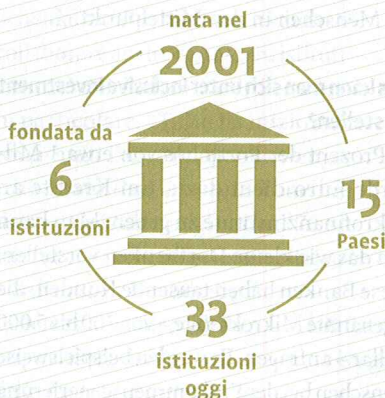 nata nel
2001
fondata da
6
istituzioni
15
Paesi
33
istituzioni
oggi